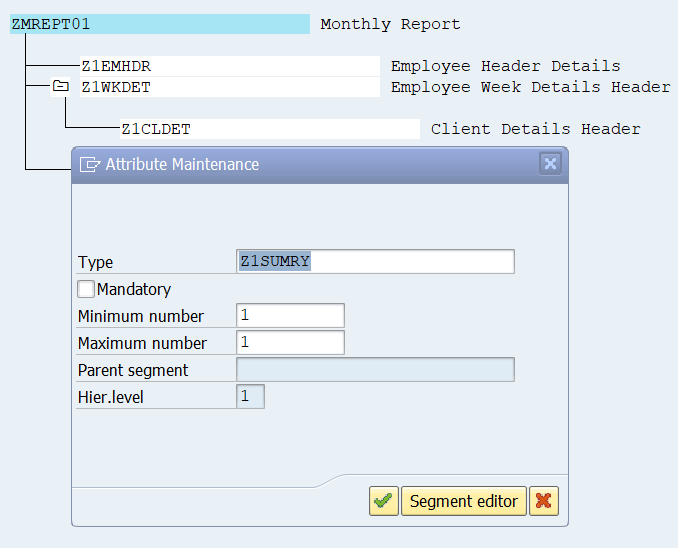 ZMREPT01 Monthly Report
Z1EMHDR Employee Header Details
Z1WKDET Employee Week Details Header
Z1CLDET Client Details Header
Attribute Maintenance
Type Z1SUMRY
Mandatory
Minimum number 1
Maximum number 1
Parent segment
Hier.level 1
Segment editor